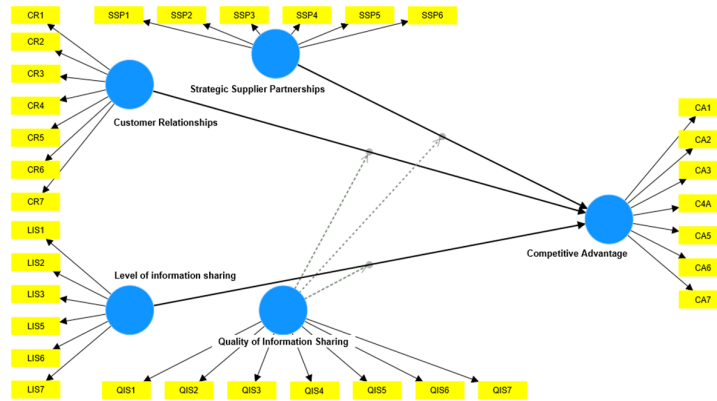 CR1
SSP1
SSP2
SSP3
SSP4
SSP5
SSP6
CR2
CR3
Strategic Supplier Partnerships
CR4
CA1
Customer Relationships
CR5
CA2
CR6
CA3
CR7
C4A
LIS1
CA5
Competitive Advantage
LIS2
CA6
Level of information sharing
LIS3
CA7
LIS5
Quality of Information Sharing
LIS6
LIS7
QIS1
QIS2
QIS3
QIS4
QIS5
QIS6
QIS7